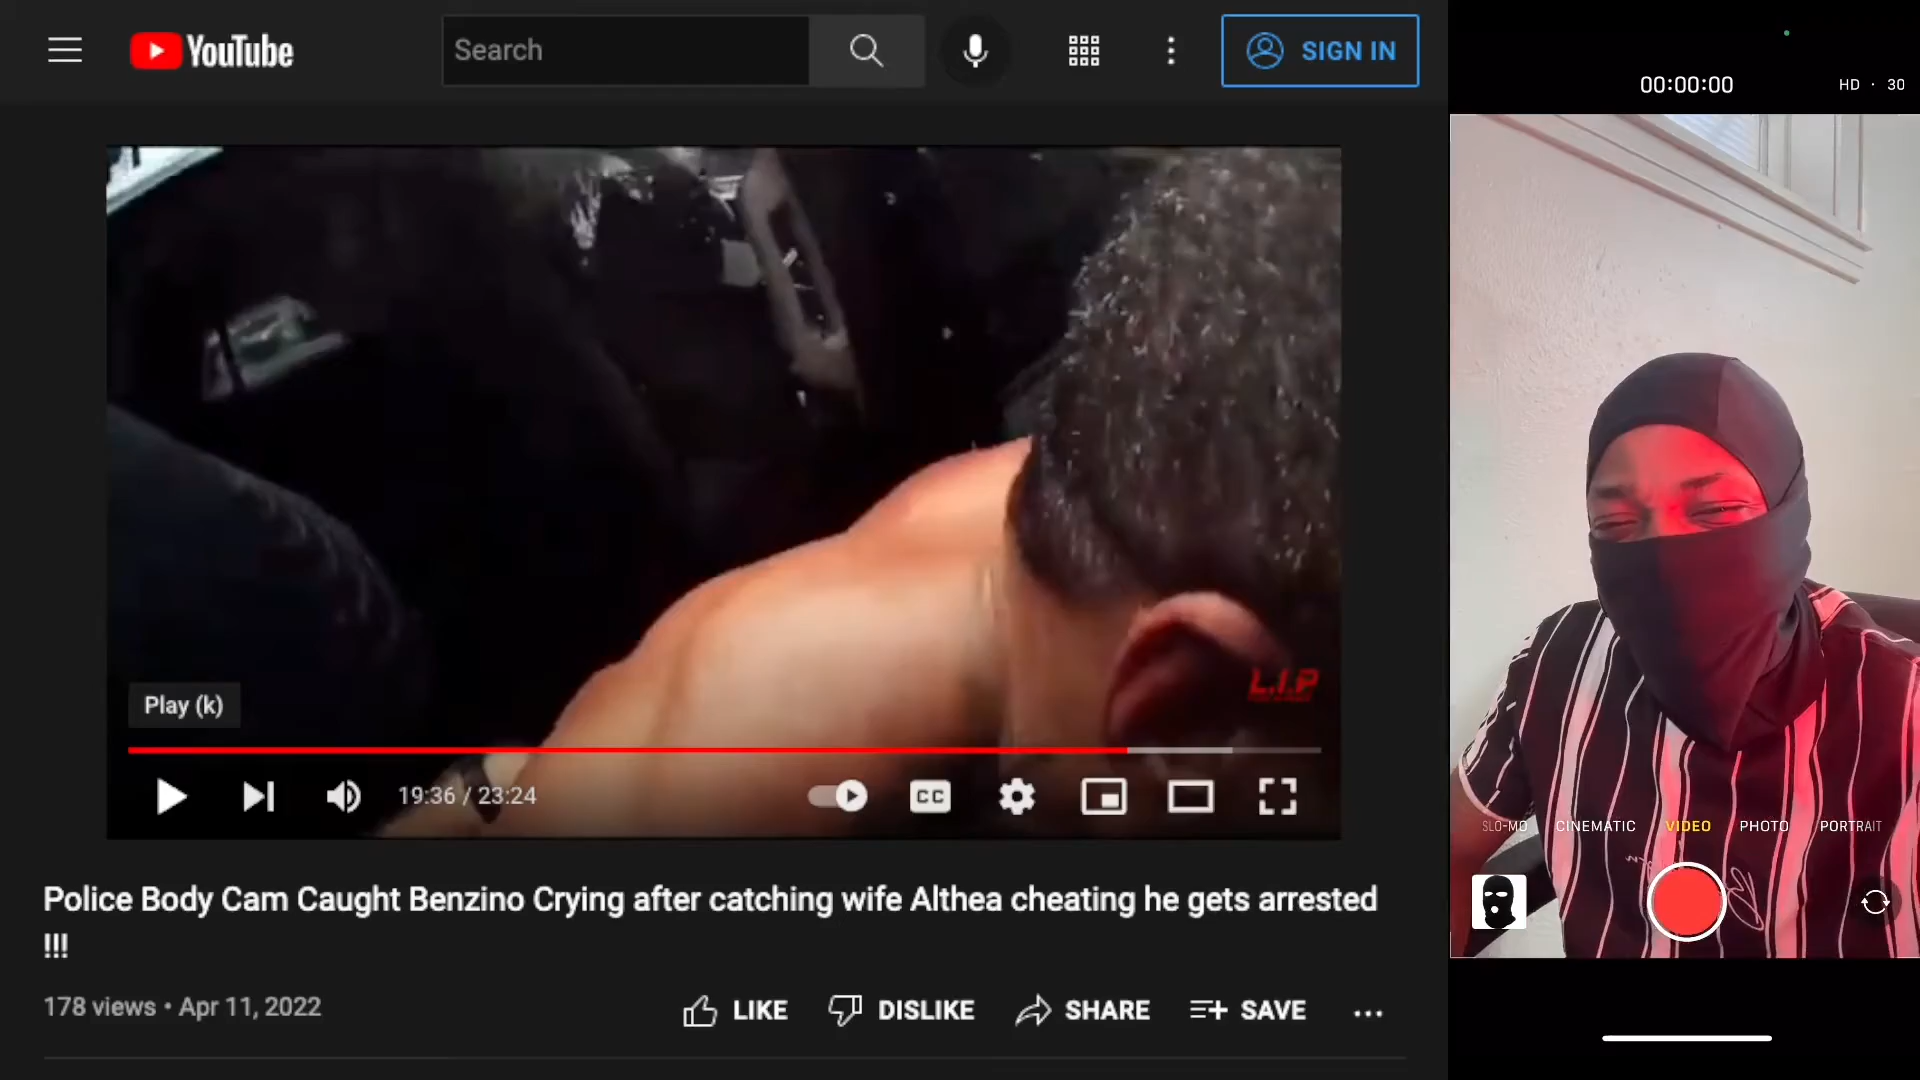 YouTube
Search
SIGN IN
00:00:00
HD · 30
L.I.P
Play (k)
19:36 / 23:24
CC
SLO-MO CINEMATIC VIDEO PHOTO PORTRAIT
Police Body Cam Caught Benzino Crying after catching wife Althea cheating he gets arrested
!!!
178 views • Apr 11, 2022
LIKE
DISLIKE
SHARE
SAVE